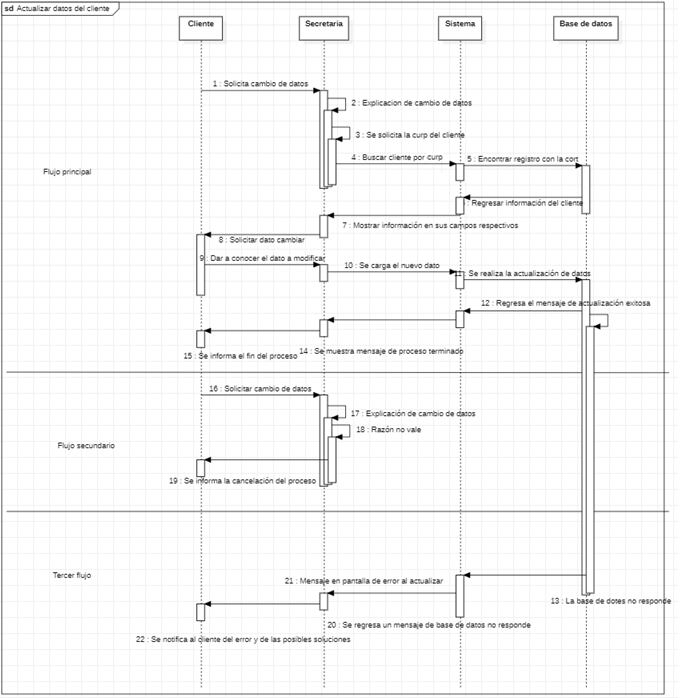 sd Actualizar datos del cliente
Cliente
Secretaria
Sistema
Base de datos
1 : Solicita cambio de datos
2 : Explicacion de cambio de datos
3 : Se solicita la curp del cliente
4 : Buscar cliente por curp
5 : Encontrar registro con la cort
Flujo principal
: Regresar información del cliente
7 : Mostrar información en sus campos respectivos
8 : Solicitar dato cambiar
9 : Dar a conocer el dato a modificar
10 : Se carga el nuevo dato
11 : Se realiza la actualización de datos
12 : Regresa el mensaje de actualización exitosa
14 : Se muestra mensaje de proceso terminado
15 : Se informa el fin del proceso
16 : Solicitar cambio de datos
17 : Explicación de cambio de datos
18 : Razón no vale
Flujo secundario
19 : Se informa la cancelación del proceso
Tercer flujo
21 : Mensaje en pantalla de error al actualizar
13 : La base de dotes no responde
20 : Se regresa un mensaje de base de datos no responde
22 : Se notifica al cliente del error y de las posibles soluciones